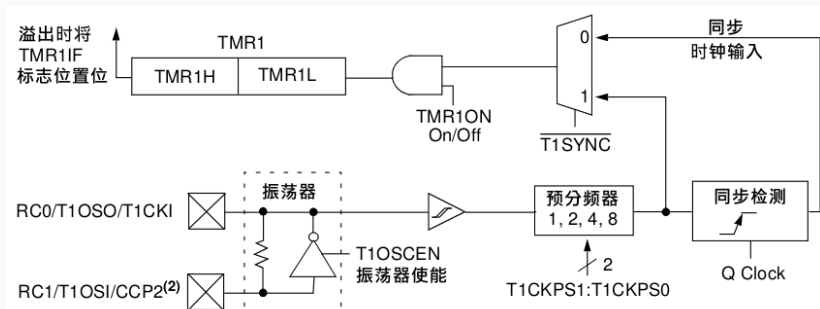 溢出时将
TMR1IF
标志位置位
TMR1
TMR1H
TMR1L
TMR1ON
On/Off
0
1
T1SYNC
同步
时钟输入
RC0/T1OSO/T1CKI
RC1/T1OSI/CCP2(2)
振荡器
T1OSCEN
振荡器使能
预分频器
1, 2, 4, 8
2
T1CKPS1:T1CKPS0
同步检测
Q Clock